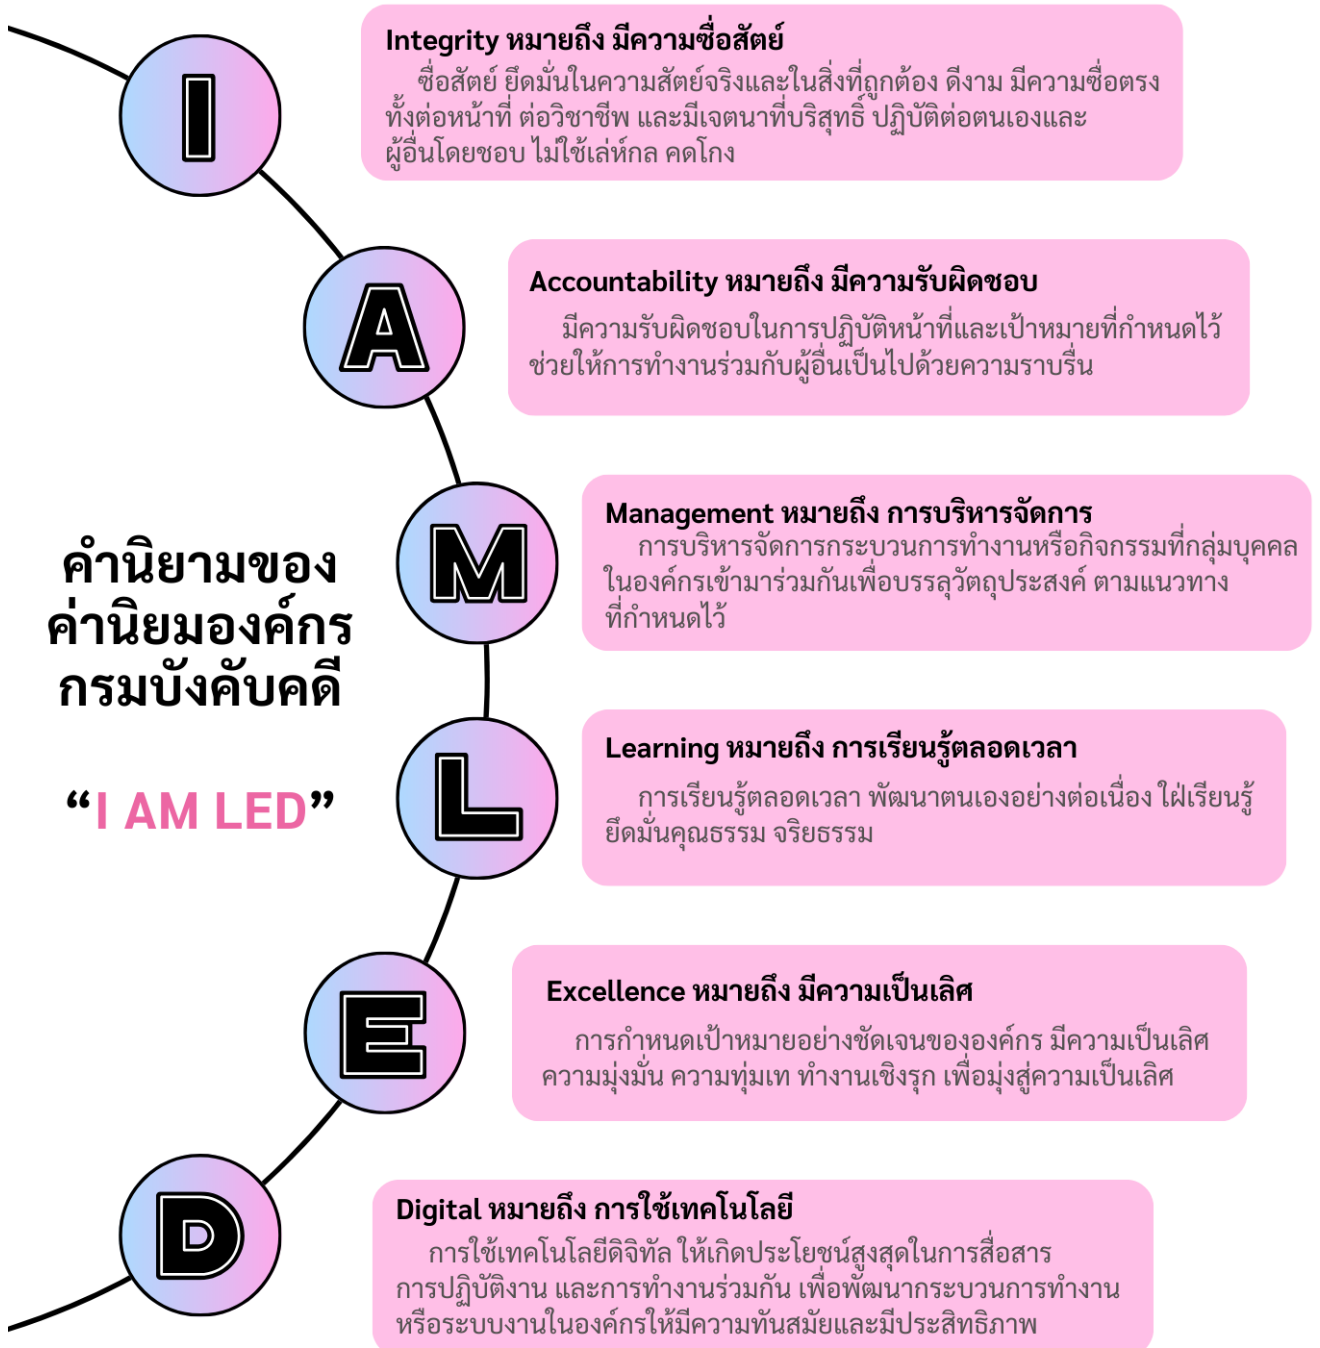 I
Integrity หมายถึง มีความซื่อสัตย์
ซื่อสัตย์ ยึดมั่นในความสัตย์จริงและในสิ่งที่ถูกต้อง ดีงาม มีความซื่อตรง
ทั้งต่อหน้าที่ ต่อวิชาชีพ และมีเจตนาที่บริสุทธิ์ ปฏิบัติต่อตนเองและ
ผู้อื่นโดยชอบ ไม่ใช้เล่ห์กล คดโกง
A
Accountability หมายถึง มีความรับผิดชอบ
มีความรับผิดชอบในการปฏิบัติหน้าที่และเป้าหมายที่กำหนดไว้
ช่วยให้การทำงานร่วมกับผู้อื่นเป็นไปด้วยความราบรื่น
คำนิยามของ
ค่านิยมองค์กร
กรมบังคับคดี
“I AM LED”
M
Management หมายถึง การบริหารจัดการ
การบริหารจัดการกระบวนการทำงานหรือกิจกรรมที่กลุ่มบุคคล
ในองค์กรเข้ามาร่วมกันเพื่อบรรลุวัตถุประสงค์ ตามแนวทาง
ที่กำหนดไว้
L
Learning หมายถึง การเรียนรู้ตลอดเวลา
การเรียนรู้ตลอดเวลา พัฒนาตนเองอย่างต่อเนื่อง ใฝ่เรียนรู้
ยึดมั่นคุณธรรม จริยธรรม
E
Excellence หมายถึง มีความเป็นเลิศ
การกำหนดเป้าหมายอย่างชัดเจนขององค์กร มีความเป็นเลิศ
ความมุ่งมั่น ความทุ่มเท ทำงานเชิงรุก เพื่อมุ่งสู่ความเป็นเลิศ
D
Digital หมายถึง การใช้เทคโนโลยี
การใช้เทคโนโลยีดิจิทัล ให้เกิดประโยชน์สูงสุดในการสื่อสาร
การปฏิบัติงาน และการทำงานร่วมกัน เพื่อพัฒนากระบวนการทำงาน
หรือระบบงานในองค์กรให้มีความทันสมัยและมีประสิทธิภาพ